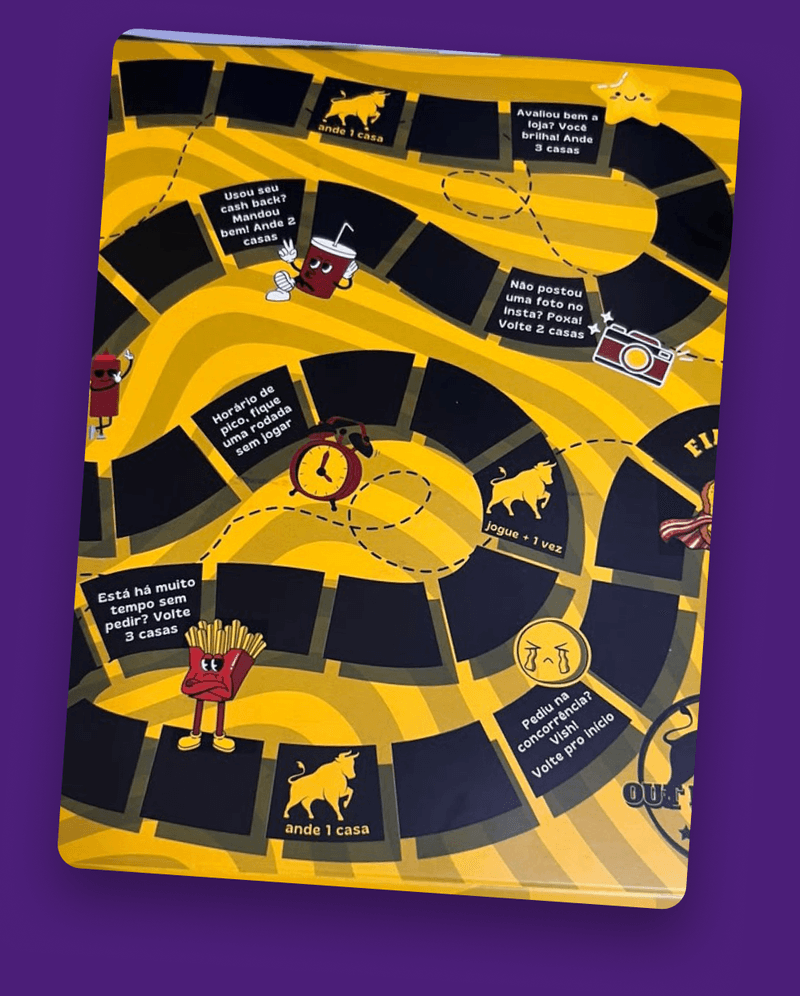 ande 1 casa
Avaliou bem a
loja? Você
brilha! Ande
3 casas
Usou seu
cash back?
Mandou
bem! Ande 2
casas
Não postou
uma foto no
insta? Poxa!
Volte 2 casas
Horário de
pico, fique
uma rodada
sem jogar
jogue + 1 vez
Está há muito
tempo sem
pedir? Volte
3 casas
Pediu na
concorrência?
Vish!
Volte pro início
OUT
ande 1 casa